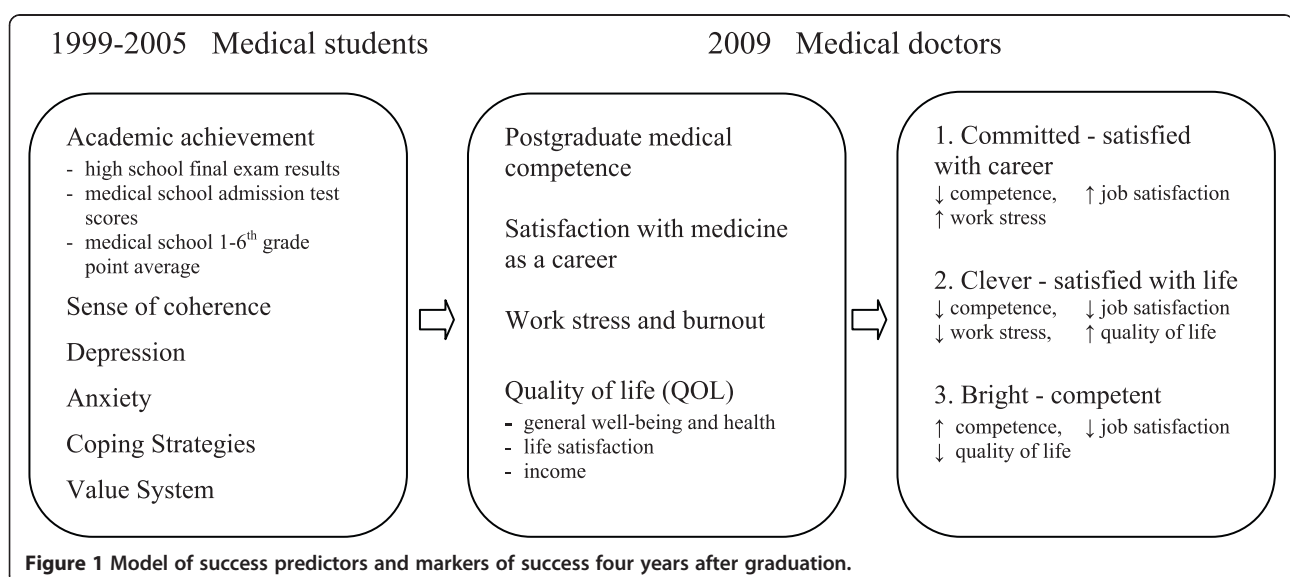 1999-2005 Medical students
2009 Medical doctors
Academic achievement
- high school final exam results
- medical school admission test
scores
- medical school 1-6th grade
point average
Sense of coherence
Depression
Anxiety
Coping Strategies
Value System
Postgraduate medical
competence
Satisfaction with medicine
as a career
Work stress and burnout
Quality of life (QOL)
- general well-being and health
- life satisfaction
- income
1. Committed - satisfied
with career
↓ competence, ↑ job satisfaction
↑ work stress
2. Clever - satisfied with life
↓ competence, ↓ job satisfaction
↓ work stress, ↑ quality of life
3. Bright - competent
↑ competence, ↓ job satisfaction
↓ quality of life
Figure 1 Model of success predictors and markers of success four years after graduation.